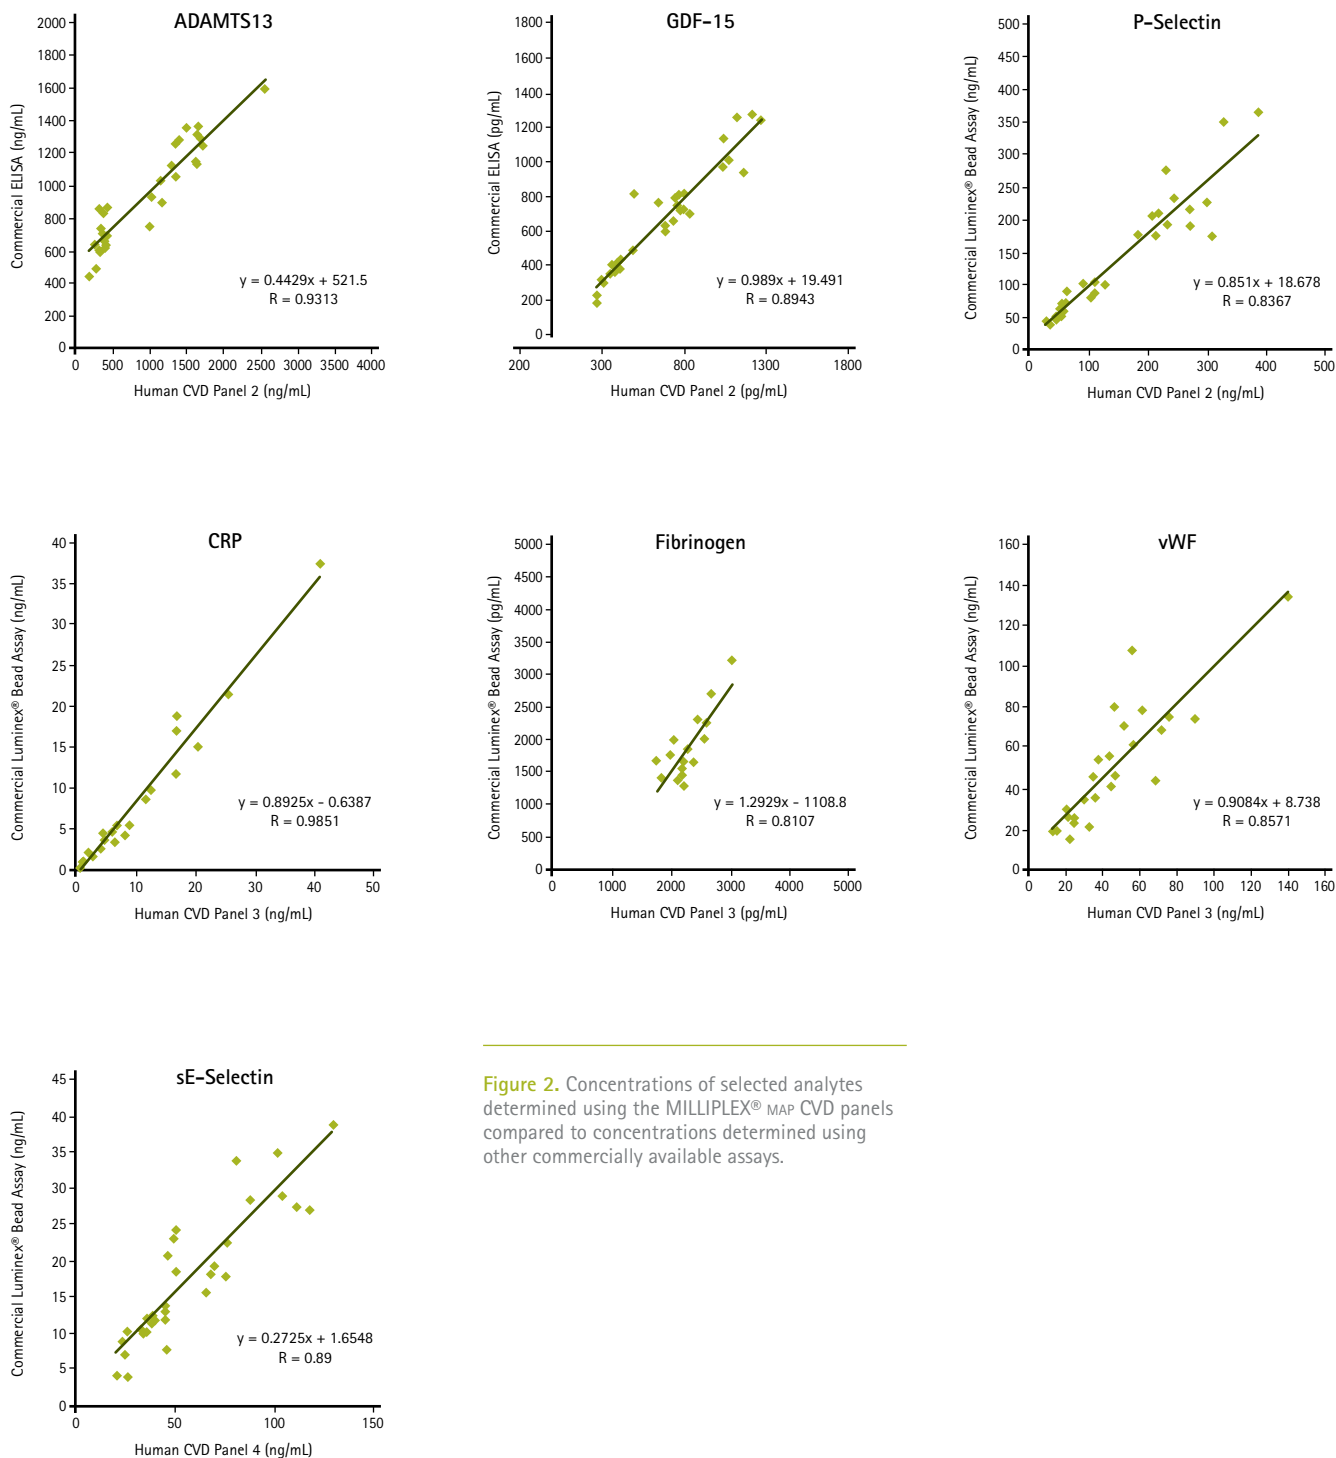 ADAMTS13
Commercial ELISA (ng/mL)
2000
1800
1600
1400
1200
1000
800
600
400
200
0
y = 0.4429x + 521.5
R = 0.9313
0 500 1000 1500 2000 2500 3000 3500 4000
Human CVD Panel 2 (ng/mL)
GDF-15
Commercial ELISA (pg/mL)
1800
1600
1400
1200
1000
800
600
400
200
0
y = 0.989x + 19.491
R = 0.8943
200 300 800 1300 1800
Human CVD Panel 2 (pg/mL)
P-Selectin
Commercial Luminex® Bead Assay (ng/mL)
500
450
400
350
300
250
200
150
100
50
0
y = 0.851x + 18.678
R = 0.8367
0 100 200 300 400 500
Human CVD Panel 2 (ng/mL)
CRP
Commercial Luminex® Bead Assay (ng/mL)
40
35
30
25
20
15
10
5
0
y = 0.8925x - 0.6387
R = 0.9851
0 10 20 30 40 50
Human CVD Panel 3 (ng/mL)
Fibrinogen
Commercial Luminex® Bead Assay (pg/mL)
5000
4500
4000
3500
3000
2500
2000
1500
1000
500
0
y = 1.2929x - 1108.8
R = 0.8107
0 1000 2000 3000 4000 5000
Human CVD Panel 3 (pg/mL)
vWF
Commercial Luminex® Bead Assay (ng/mL)
160
140
120
100
80
60
40
20
0
y = 0.9084x + 8.738
R = 0.8571
0 20 40 60 80 100 120 140 160
Human CVD Panel 3 (ng/mL)
sE-Selectin
Commercial Luminex® Bead Assay (ng/mL)
45
40
35
30
25
20
15
10
5
0
y = 0.2725x + 1.6548
R = 0.89
0 50 100 150
Human CVD Panel 4 (ng/mL)
Figure 2. Concentrations of selected analytes
determined using the MILLIPLEX® MAP CVD panels
compared to concentrations determined using
other commercially available assays.